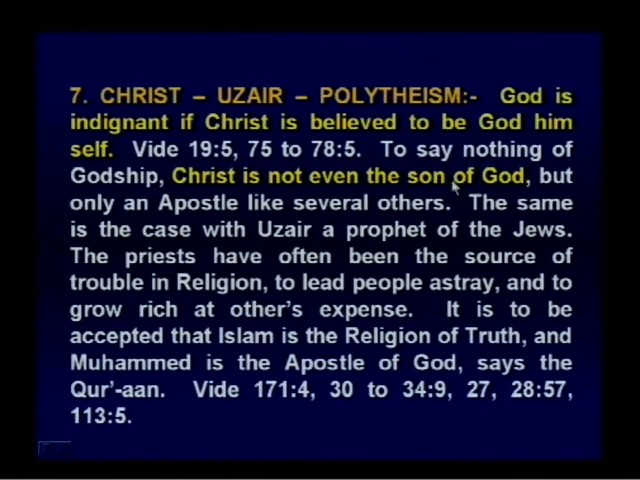 7. CHRIST – UZAIR – POLYTHEISM:- God is
indignant if Christ is believed to be God him
self. Vide 19:5, 75 to 78:5. To say nothing of
Godship, Christ is not even the son of God, but
only an Apostle like several others. The same
is the case with Uzair a prophet of the Jews.
The priests have often been the source of
trouble in Religion, to lead people astray, and to
grow rich at other's expense. It is to be
accepted that Islam is the Religion of Truth, and
Muhammed is the Apostle of God, says the
Qur'-aan. Vide 171:4, 30 to 34:9, 27, 28:57,
113:5.